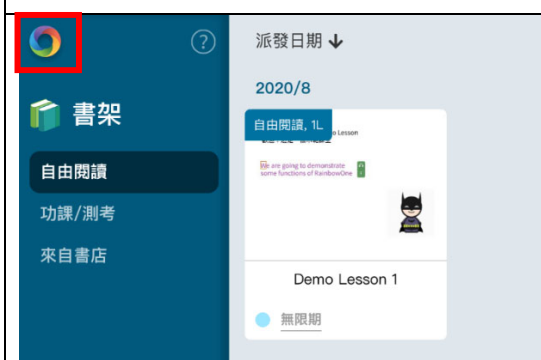 ?
書架
自由閱讀
功課/測考
來自書店
派發日期 ↓
2020/8
自由閱讀, 1L
o Lesson
We are going to demonstrate
some functions of RainbowOne
Demo Lesson 1
無限期